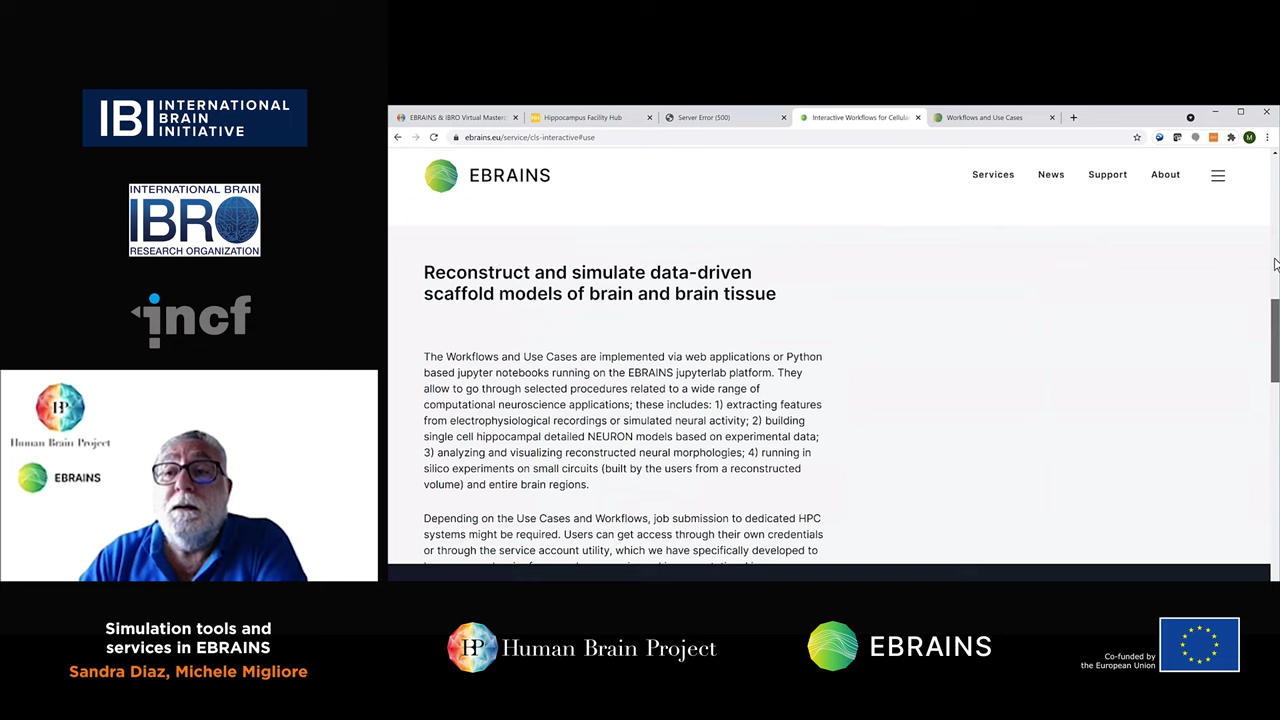 IBI INTERNATIONAL
BRAIN
INITIATIVE
INTERNATIONAL BRAIN
IBRO
RESEARCH ORGANIZATION
incf
HP
Human Brain Project
EBRAINS
Simulation tools and
services in EBRAINS
Sandra Diaz, Michele Migliore
EBRAINS & IBRO Virtual Master
Hippocampus Facility Hub
Server Error (500)
Interactive Workflows for Cellula
Workflows and Use Cases
ebrains.eu/service/cls-interactive#use
M
EBRAINS
Services News Support About
Reconstruct and simulate data-driven
scaffold models of brain and brain tissue
The Workflows and Use Cases are implemented via web applications or Python
based jupyter notebooks running on the EBRAINS jupyterlab platform. They
allow to go through selected procedures related to a wide range of
computational neuroscience applications; these includes: 1) extracting features
from electrophysiological recordings or simulated neural activity; 2) building
single cell hippocampal detailed NEURON models based on experimental data;
3) analyzing and visualizing reconstructed neural morphologies; 4) running in
silico experiments on small circuits (built by the users from a reconstructed
volume) and entire brain regions.
Depending on the Use Cases and Workflows, job submission to dedicated HPC
systems might be required. Users can get access through their own credentials
or through the service account utility, which we have specifically developed to
HP Human Brain Project
EBRAINS
Co-funded by
the European Union